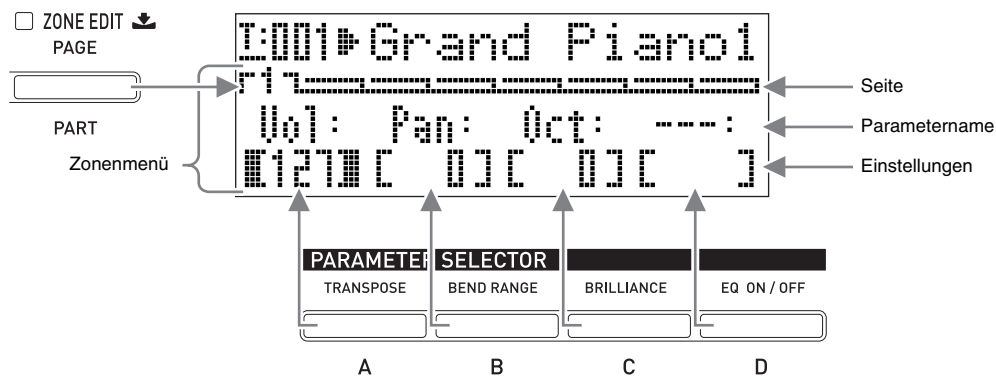 ZONE EDIT
PAGE
PART
I:001▶Grand Piano1
1
Vol: Pan: Oct: ---:
[127] [ 0] [ 0] [ ]
Zonenmenü
Seite
Parametername
Einstellungen
PARAMETER SELECTOR
TRANSPOSE BEND RANGE BRILLIANCE EQ ON / OFF
A B C D